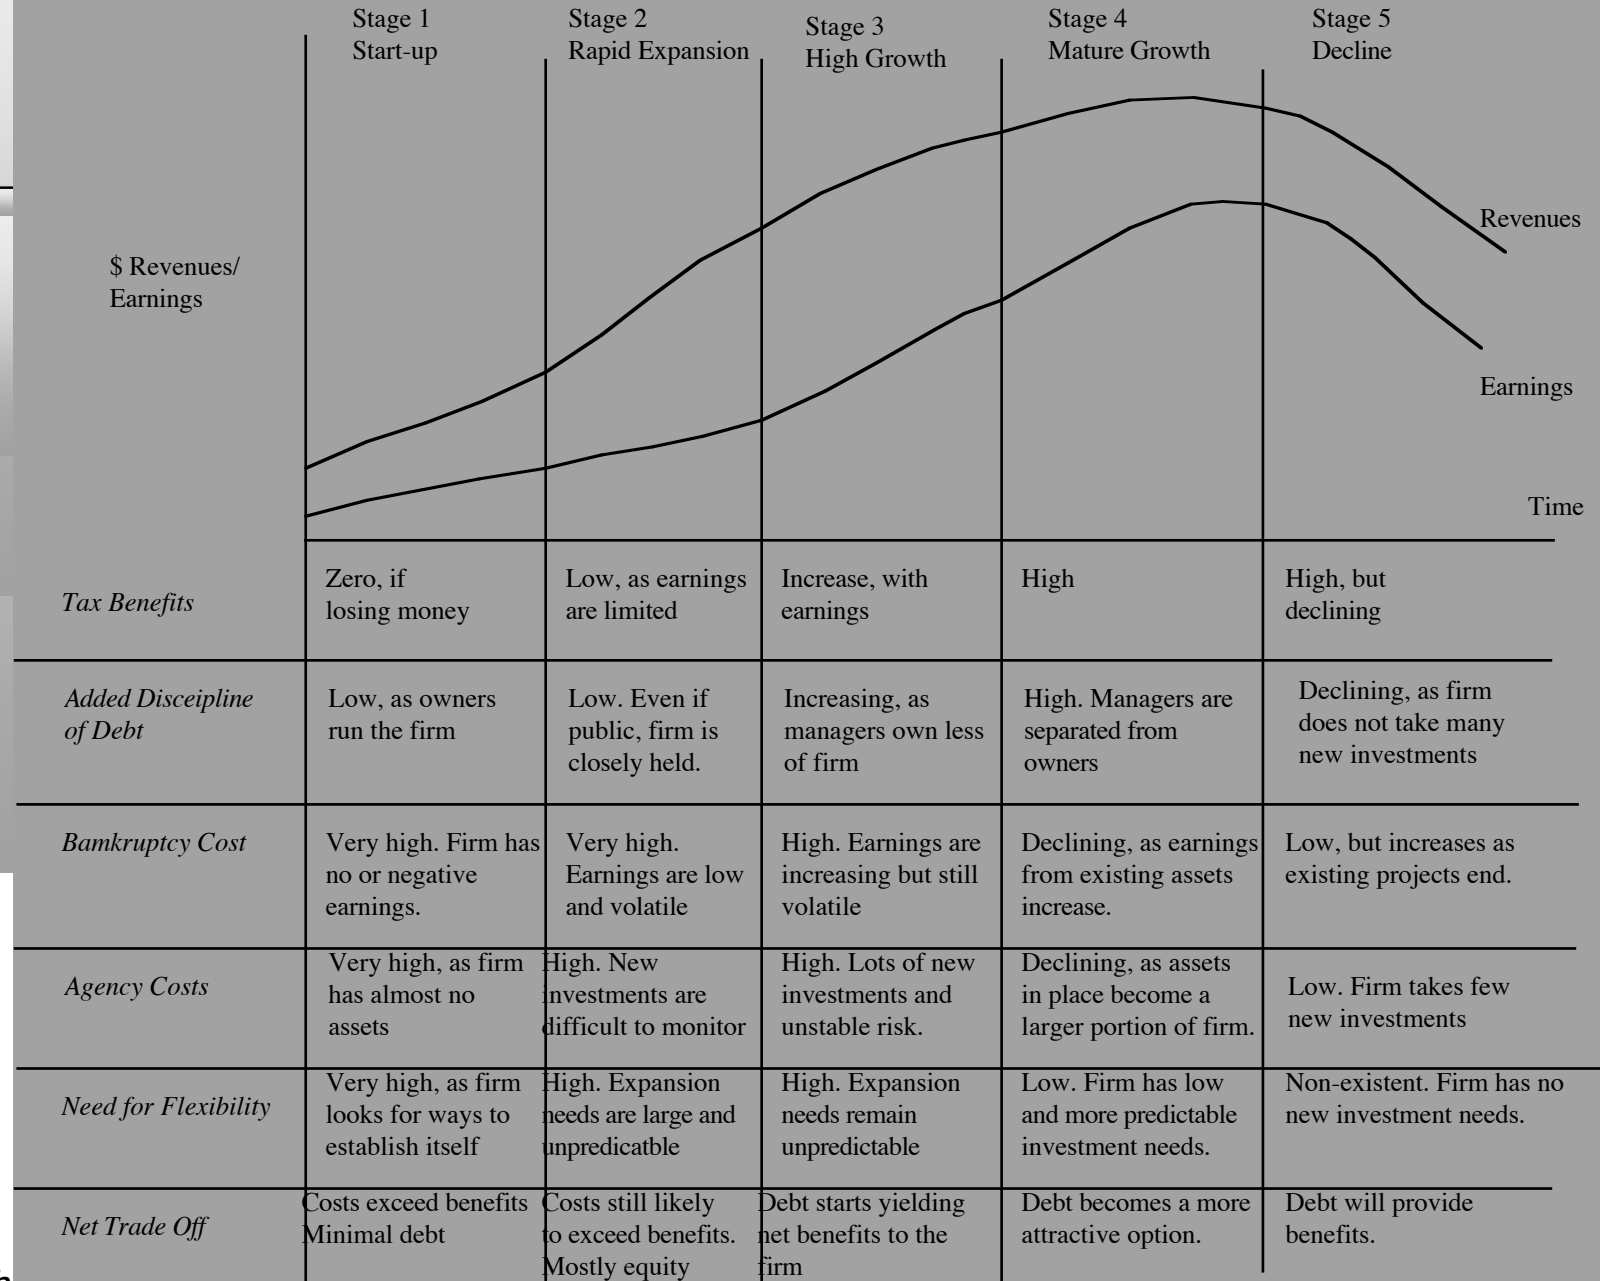 Stage 1
Start-up
Stage 2
Rapid Expansion
Stage 3
High Growth
Stage 4
Mature Growth
Stage 5
Decline
$ Revenues/
Earnings
Revenues
Earnings
Time
Tax Benefits
Zero, if
losing money
Low, as earnings
are limited
Increase, with
earnings
High
High, but
declining
Added Disceipline
of Debt
Low, as owners
run the firm
Low. Even if
public, firm is
closely held.
Increasing, as
managers own less
of firm
High. Managers are
separated from
owners
Declining, as firm
does not take many
new investments
Bamkruptcy Cost
Very high. Firm has
no or negative
earnings.
Very high.
Earnings are low
and volatile
High. Earnings are
increasing but still
volatile
Declining, as earnings
from existing assets
increase.
Low, but increases as
existing projects end.
Agency Costs
Very high, as firm
has almost no
assets
High. New
investments are
difficult to monitor
High. Lots of new
investments and
unstable risk.
Declining, as assets
in place become a
larger portion of firm.
Low. Firm takes few
new investments
Need for Flexibility
Very high, as firm
looks for ways to
establish itself
High. Expansion
needs are large and
unpredicatble
High. Expansion
needs remain
unpredictable
Low. Firm has low
and more predictable
investment needs.
Non-existent. Firm has no
new investment needs.
Net Trade Off
Costs exceed benefits
Minimal debt
Costs still likely
to exceed benefits.
Mostly equity
Debt starts yielding
net benefits to the
firm
Debt becomes a more
attractive option.
Debt will provide
benefits.